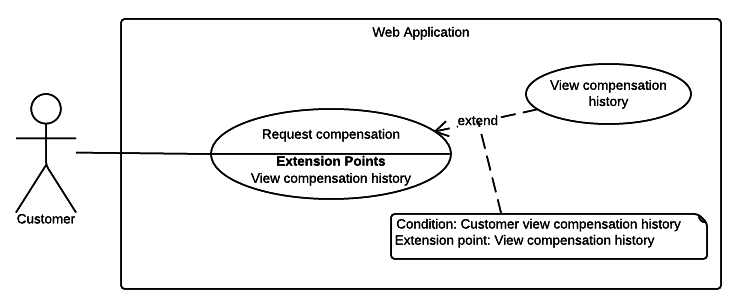 Web Application
View compensation
history
extend
Request compensation
Extension Points
View compensation history
Customer
Condition: Customer view compensation history
Extension point: View compensation history